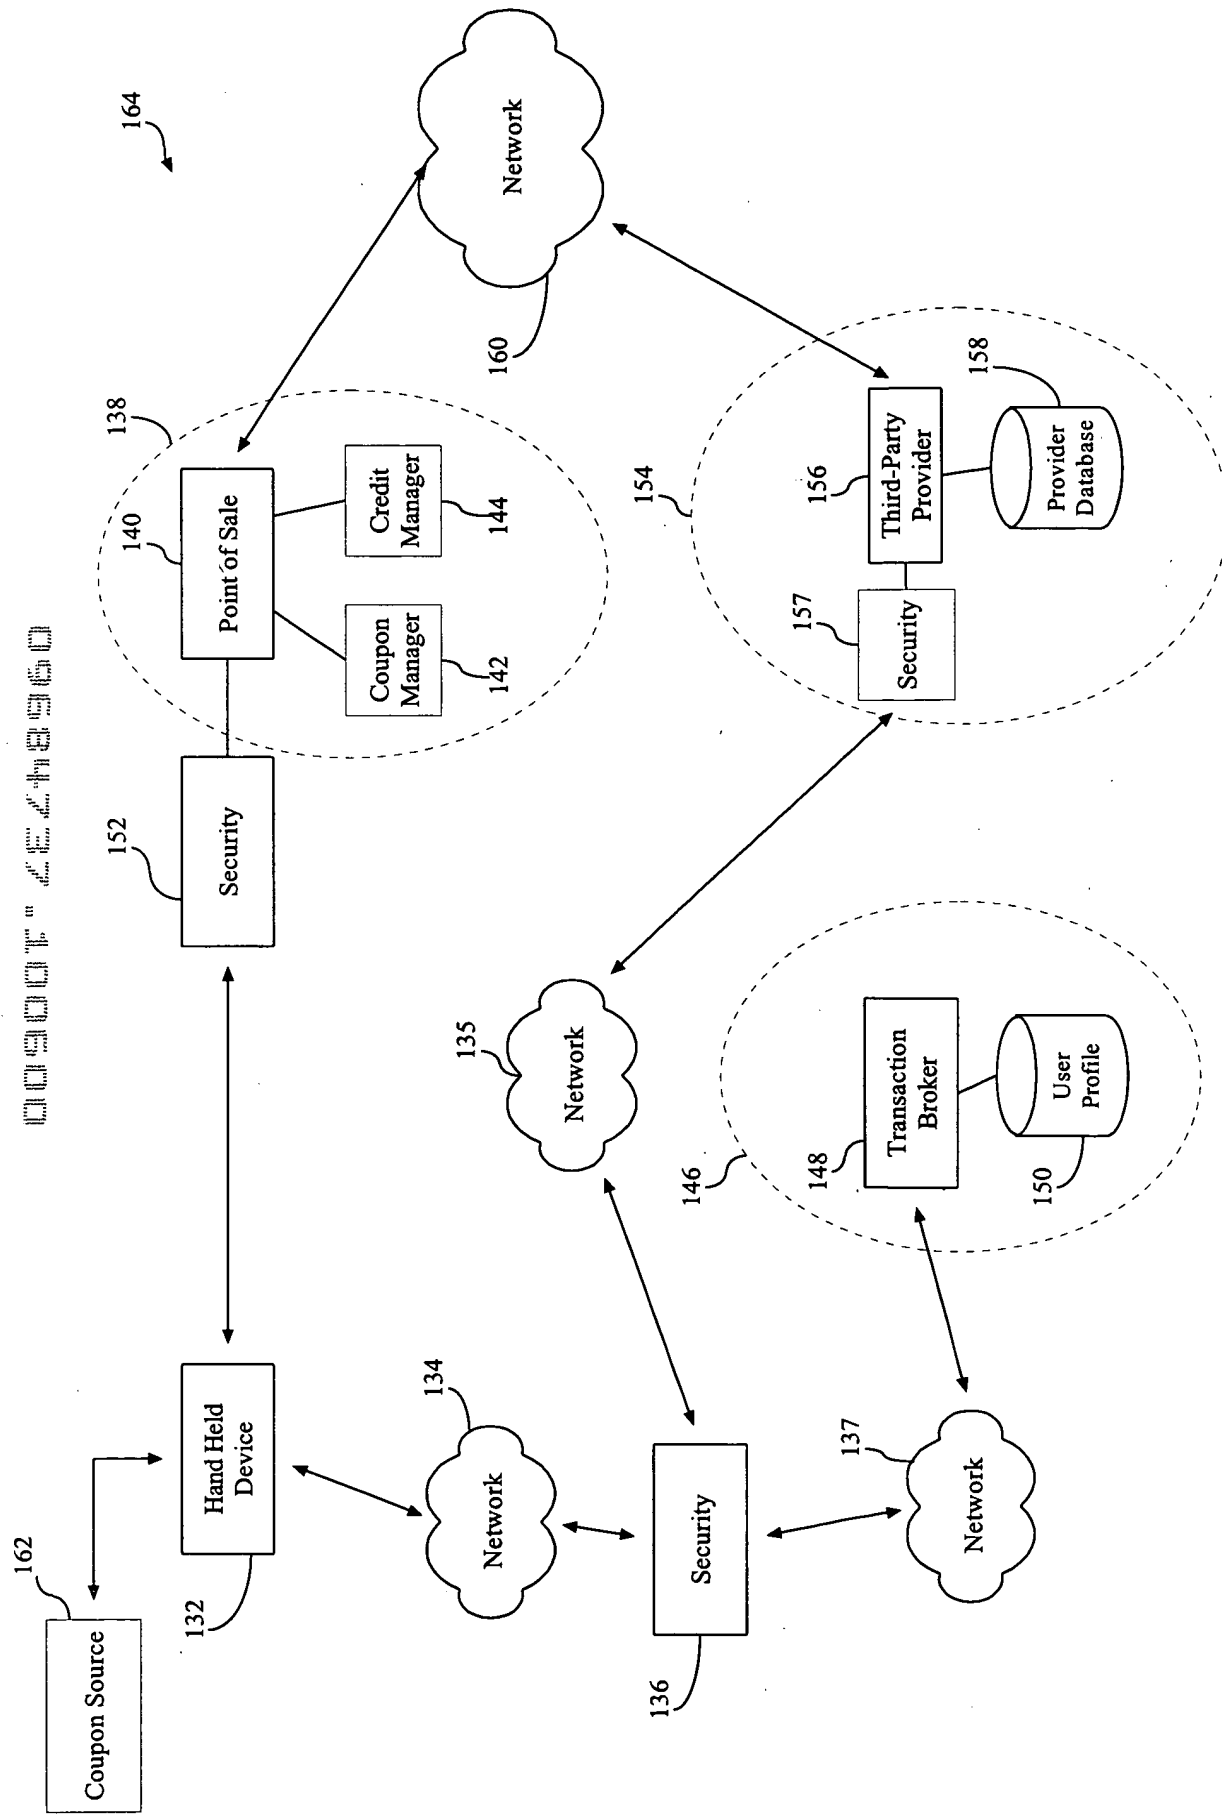 09684737.100600
164
Coupon Source
162
Hand Held
Device
132
Security
152
138
Point of Sale
140
Coupon
Manager
142
Credit
Manager
144
Network
134
Network
135
Network
160
Security
136
Network
137
146
Transaction
Broker
148
User
Profile
150
154
Security
157
Third-Party
Provider
156
Provider
Database
158